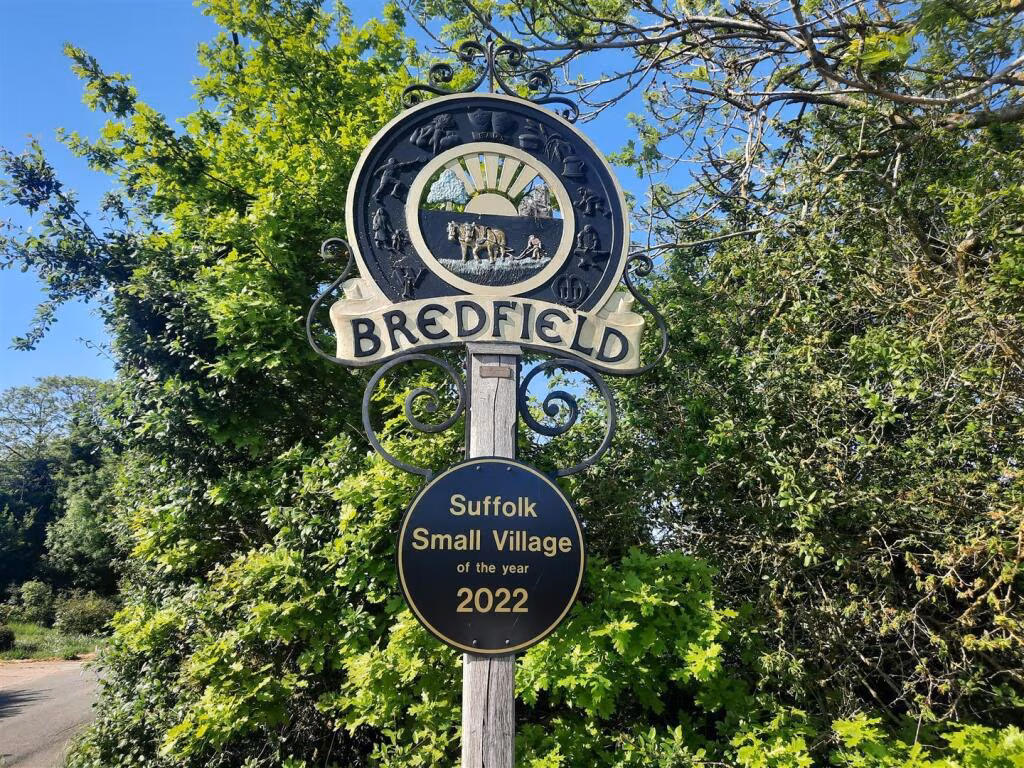 BREDFIELD
Suffolk
Small Village
of the year
2022